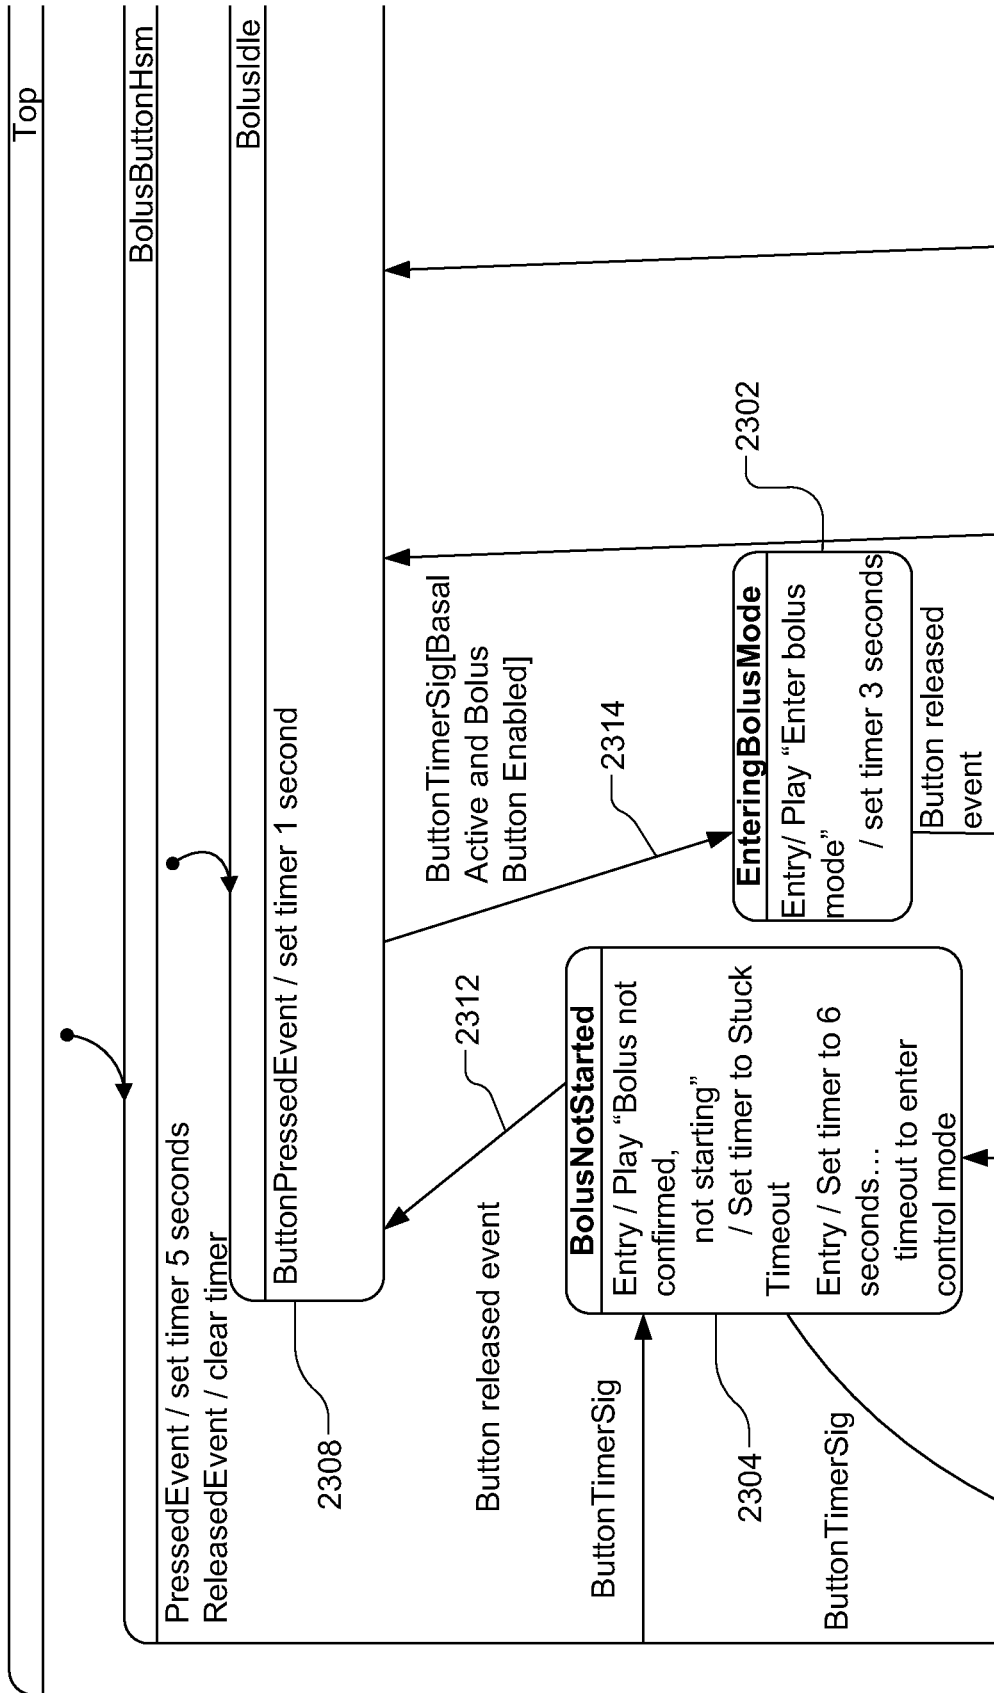 Top
BolusButtonHsm
PressedEvent / set timer 5 seconds
ReleasedEvent / clear timer
BolusIdle
ButtonPressedEvent / set timer 1 second
2308
Button released event
2312
ButtonTimerSig[Basal
Active and Bolus
Button Enabled]
2314
ButtonTimerSig
BolusNotStarted
Entry / Play “Bolus not
confirmed,
not starting”
/ Set timer to Stuck
Timeout
Entry / Set timer to 6
seconds...
timeout to enter
control mode
2304
ButtonTimerSig
EnteringBolusMode
Entry/ Play “Enter bolus
mode”
/ set timer 3 seconds
2302
Button released
event